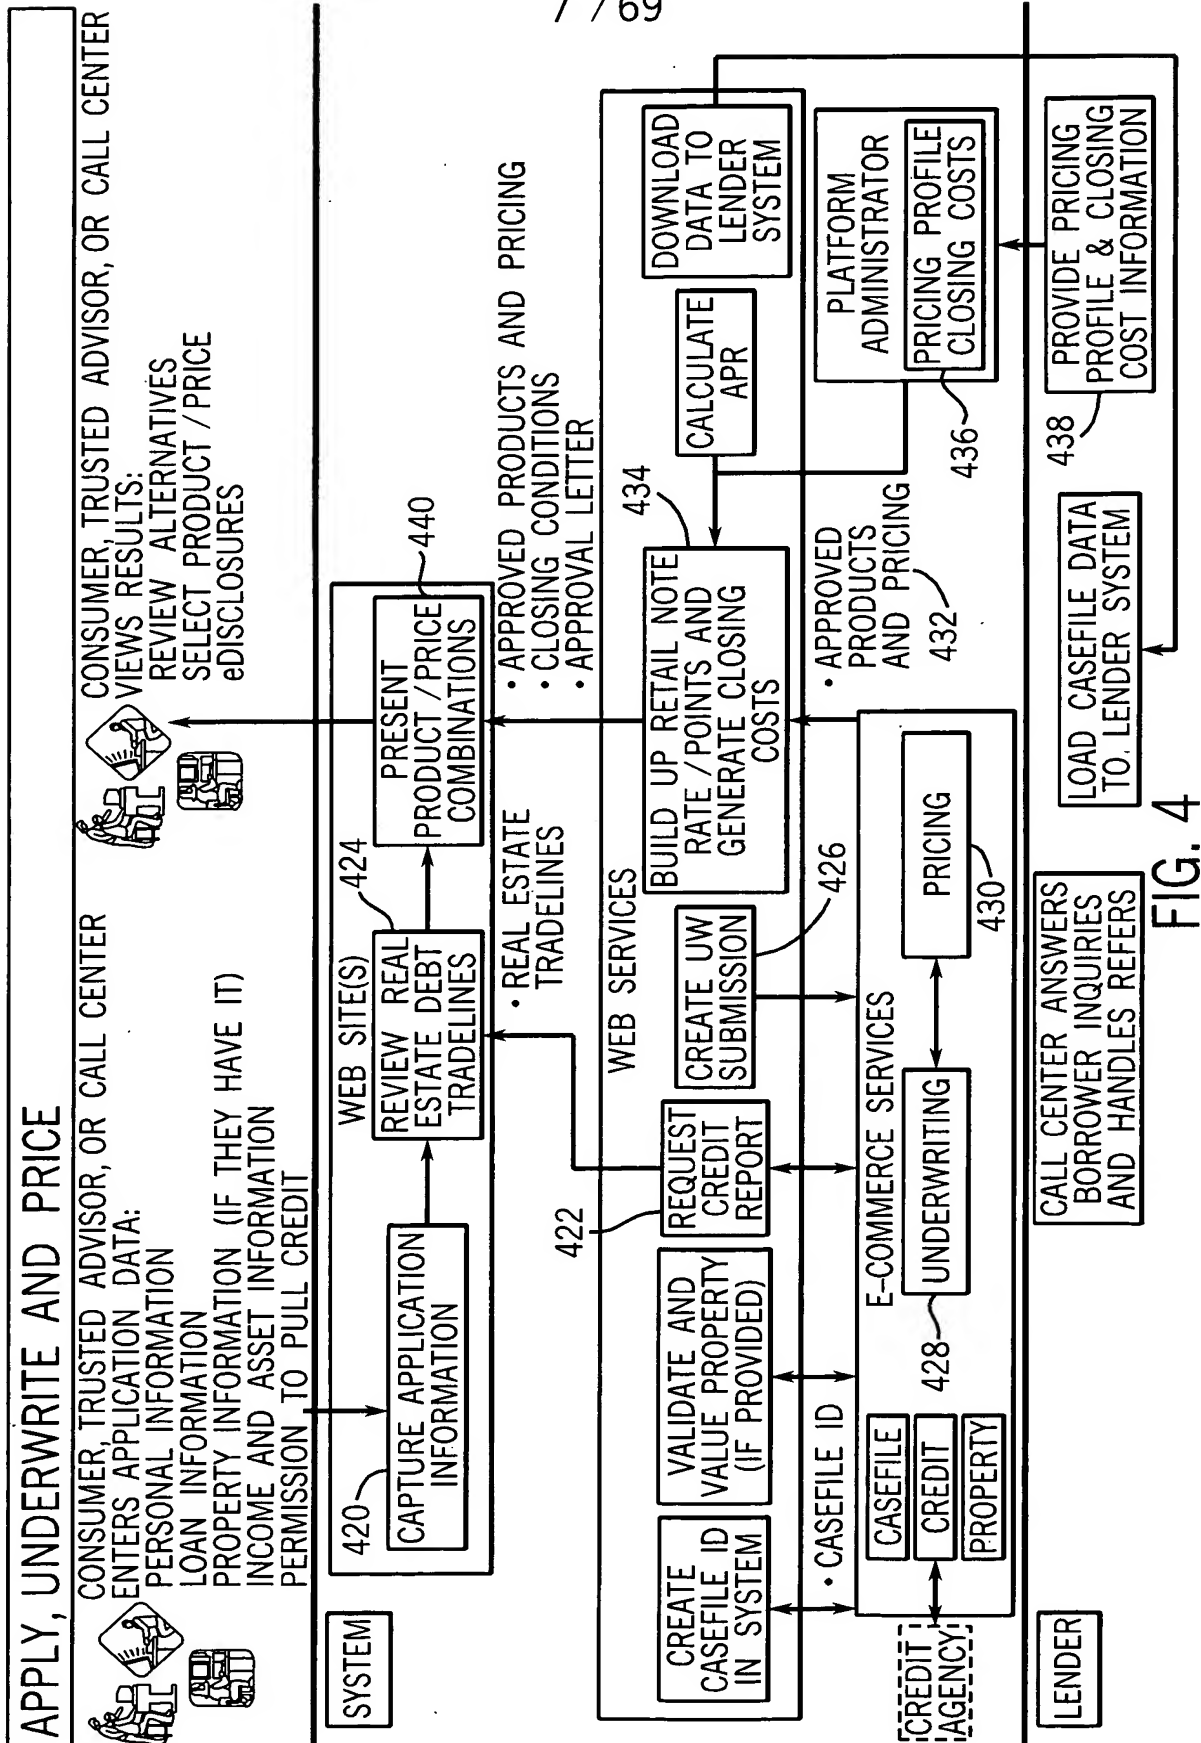 7 / 69
APPLY, UNDERWRITE AND PRICE
CONSUMER, TRUSTED ADVISOR, OR CALL CENTER
ENTERS APPLICATION DATA:
PERSONAL INFORMATION
LOAN INFORMATION
PROPERTY INFORMATION (IF THEY HAVE IT)
INCOME AND ASSET INFORMATION
PERMISSION TO PULL CREDIT
CONSUMER, TRUSTED ADVISOR, OR CALL CENTER
VIEWS RESULTS:
REVIEW ALTERNATIVES
SELECT PRODUCT /PRICE
eDISCLOSURES
SYSTEM
WEB SITE(S)
420
CAPTURE APPLICATION
INFORMATION
424
REVIEW REAL
ESTATE DEBT
TRADELINES
PRESENT
PRODUCT /PRICE
COMBINATIONS
440
• REAL ESTATE
TRADELINES
• APPROVED PRODUCTS AND PRICING
• CLOSING CONDITIONS
• APPROVAL LETTER
WEB SERVICES
CREATE
CASEFILE ID
IN SYSTEM
VALIDATE AND
VALUE PROPERTY
(IF PROVIDED)
422
REQUEST
CREDIT
REPORT
CREATE UW
SUBMISSION
426
BUILD UP RETAIL NOTE
RATE /POINTS AND
GENERATE CLOSING
COSTS
434
CALCULATE
APR
DOWNLOAD
DATA TO
LENDER
SYSTEM
• CASEFILE ID
• APPROVED
PRODUCTS
AND PRICING
432
PLATFORM
ADMINISTRATOR
PRICING PROFILE
CLOSING COSTS
436
E-COMMERCE SERVICES
CREDIT
AGENCY
CASEFILE
CREDIT
PROPERTY
428
UNDERWRITING
PRICING
430
LENDER
CALL CENTER ANSWERS
BORROWER INQUIRIES
AND HANDLES REFERS
LOAD CASEFILE DATA
TO LENDER SYSTEM
438
PROVIDE PRICING
PROFILE & CLOSING
COST INFORMATION
FIG. 4